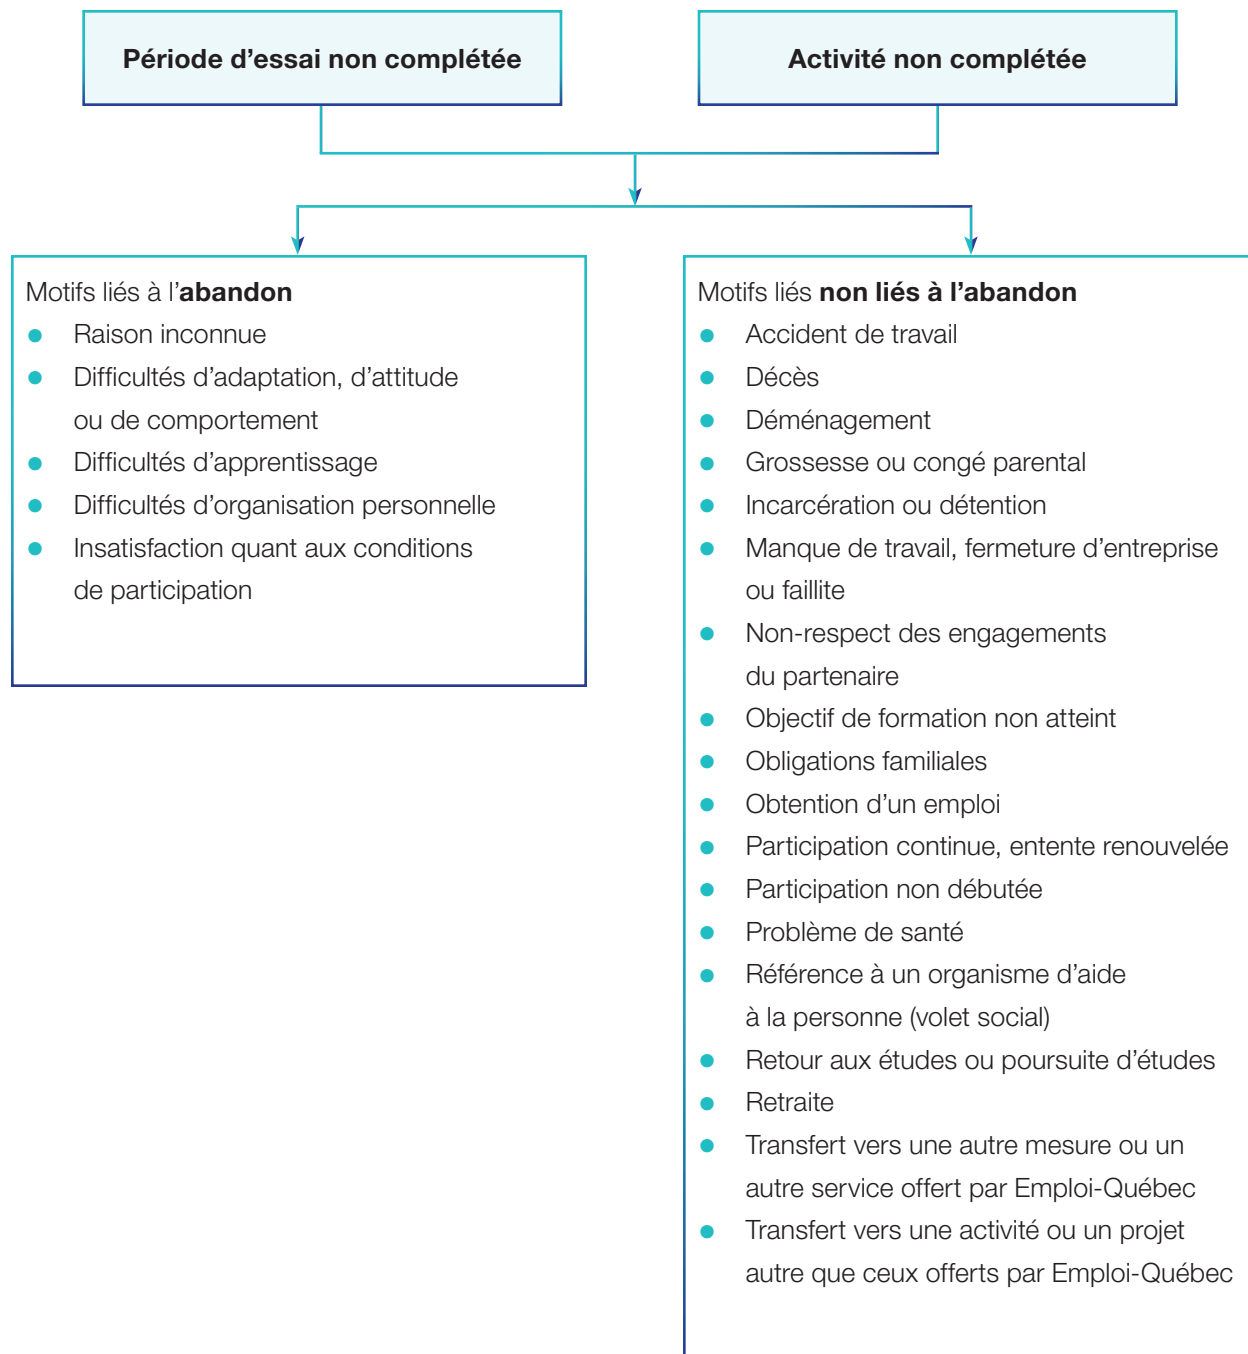 Période d'essai non complétée
Activité non complétée
Motifs liés à l'abandon
● Raison inconnue
● Difficultés d'adaptation, d'attitude
ou de comportement
● Difficultés d'apprentissage
● Difficultés d'organisation personnelle
● Insatisfaction quant aux conditions
de participation
Motifs liés non liés à l'abandon
● Accident de travail
● Décès
● Déménagement
● Grossesse ou congé parental
● Incarcération ou détention
● Manque de travail, fermeture d'entreprise
ou faillite
● Non-respect des engagements
du partenaire
● Objectif de formation non atteint
● Obligations familiales
● Obtention d'un emploi
● Participation continue, entente renouvelée
● Participation non débutée
● Problème de santé
● Référence à un organisme d'aide
à la personne (volet social)
● Retour aux études ou poursuite d'études
● Retraite
● Transfert vers une autre mesure ou un
autre service offert par Emploi-Québec
● Transfert vers une activité ou un projet
autre que ceux offerts par Emploi-Québec